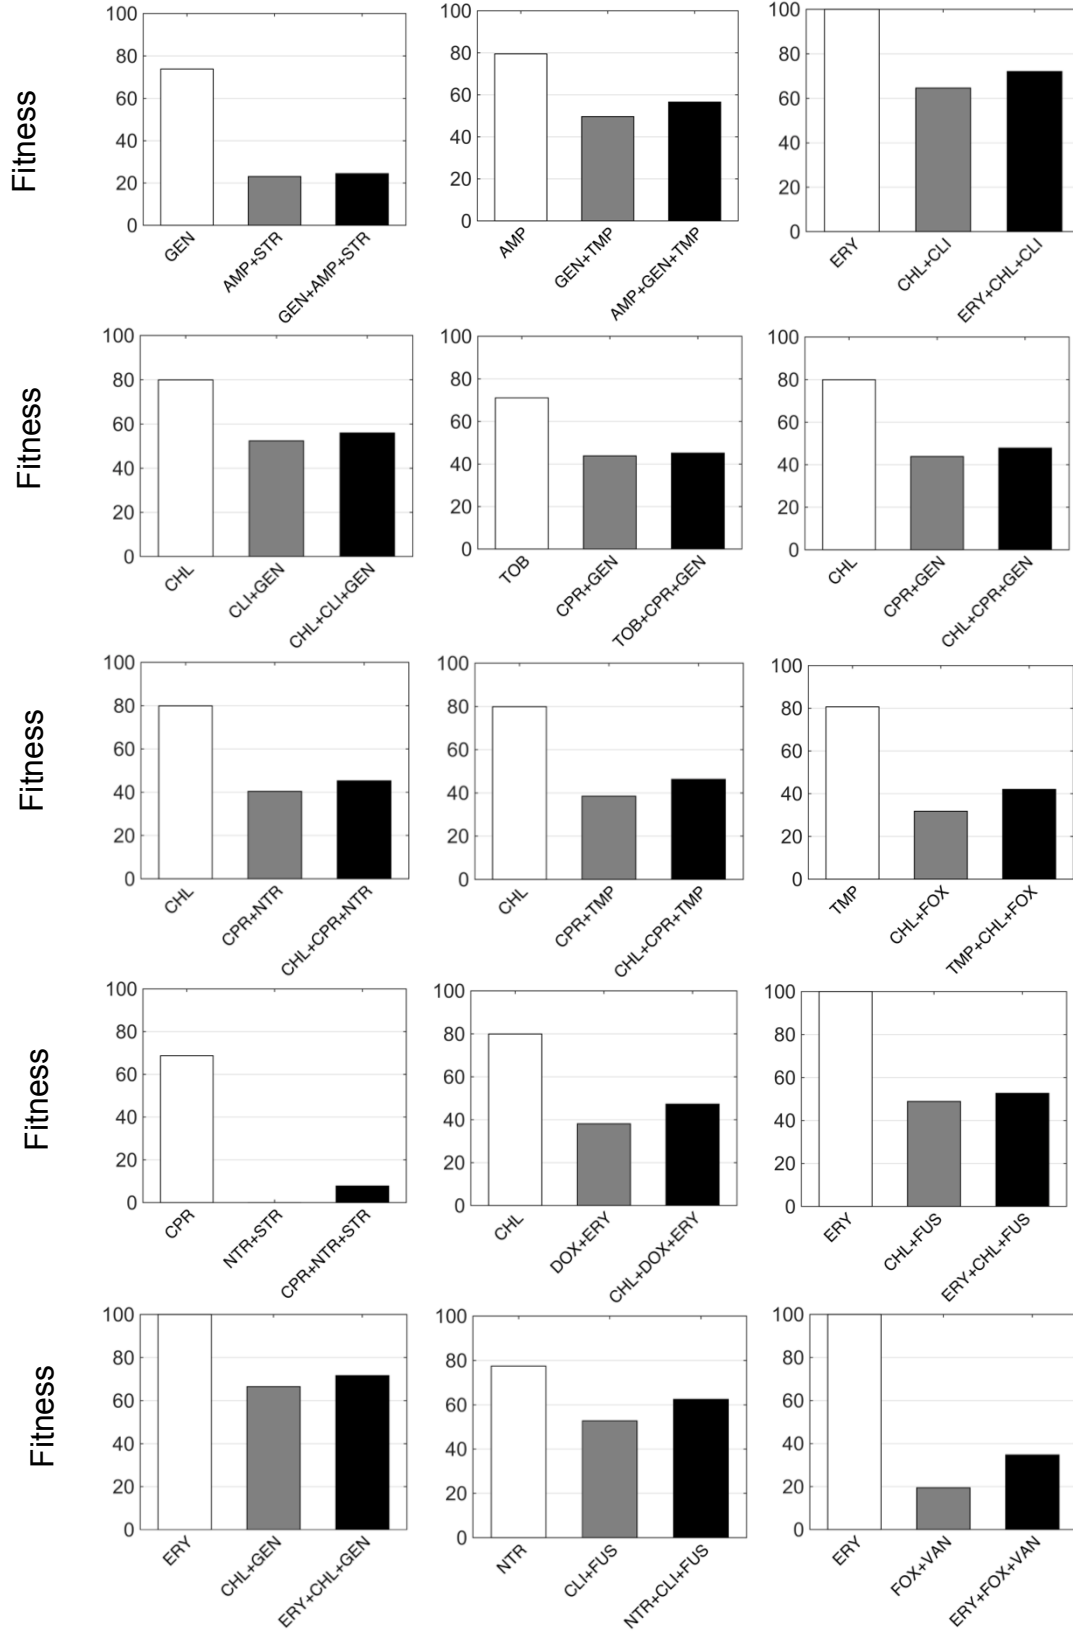 Fitness
100
80
60
40
20
0
GEN
AMP+STR
GEN+AMP+STR
100
80
60
40
20
0
AMP
GEN+TMP
AMP+GEN+TMP
100
80
60
40
20
0
ERY
CHL+CLI
ERY+CHL+CLI
Fitness
100
80
60
40
20
0
CHL
CLI+GEN
CHL+CLI+GEN
100
80
60
40
20
0
TOB
CPR+GEN
TOB+CPR+GEN
100
80
60
40
20
0
CHL
CPR+GEN
CHL+CPR+GEN
Fitness
100
80
60
40
20
0
CHL
CPR+NTR
CHL+CPR+NTR
100
80
60
40
20
0
CHL
CPR+TMP
CHL+CPR+TMP
100
80
60
40
20
0
TMP
CHL+FOX
TMP+CHL+FOX
Fitness
100
80
60
40
20
0
CPR
NTR+STR
CPR+NTR+STR
100
80
60
40
20
0
CHL
DOX+ERY
CHL+DOX+ERY
100
80
60
40
20
0
ERY
CHL+FUS
ERY+CHL+FUS
Fitness
100
80
60
40
20
0
ERY
CHL+GEN
ERY+CHL+GEN
100
80
60
40
20
0
NTR
CLI+FUS
NTR+CLI+FUS
100
80
60
40
20
0
ERY
FOX+VAN
ERY+FOX+VAN